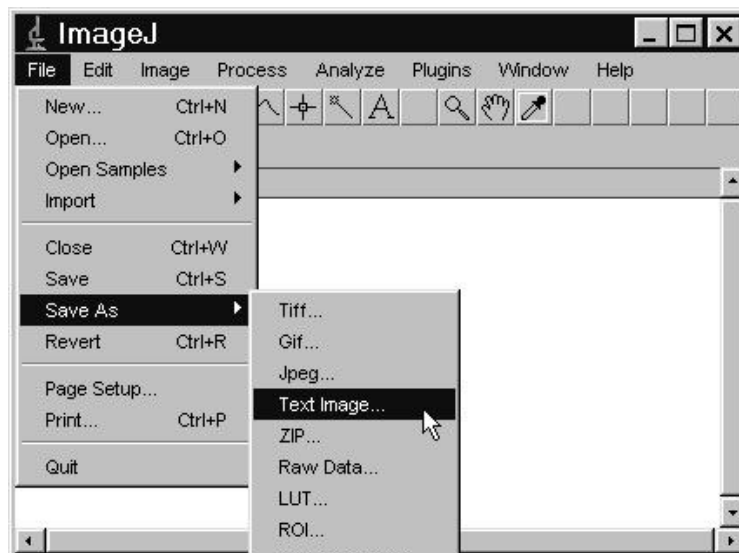 ImageJ
File Edit Image Process Analyze Plugins Window Help
New... Ctrl+N
Open... Ctrl+O
Open Samples
Import
Close Ctrl+W
Save Ctrl+S
Save As
Revert Ctrl+R
Page Setup...
Print... Ctrl+P
Quit
Tiff...
Gif...
Jpeg...
Text Image...
ZIP...
Raw Data...
LUT...
ROI...